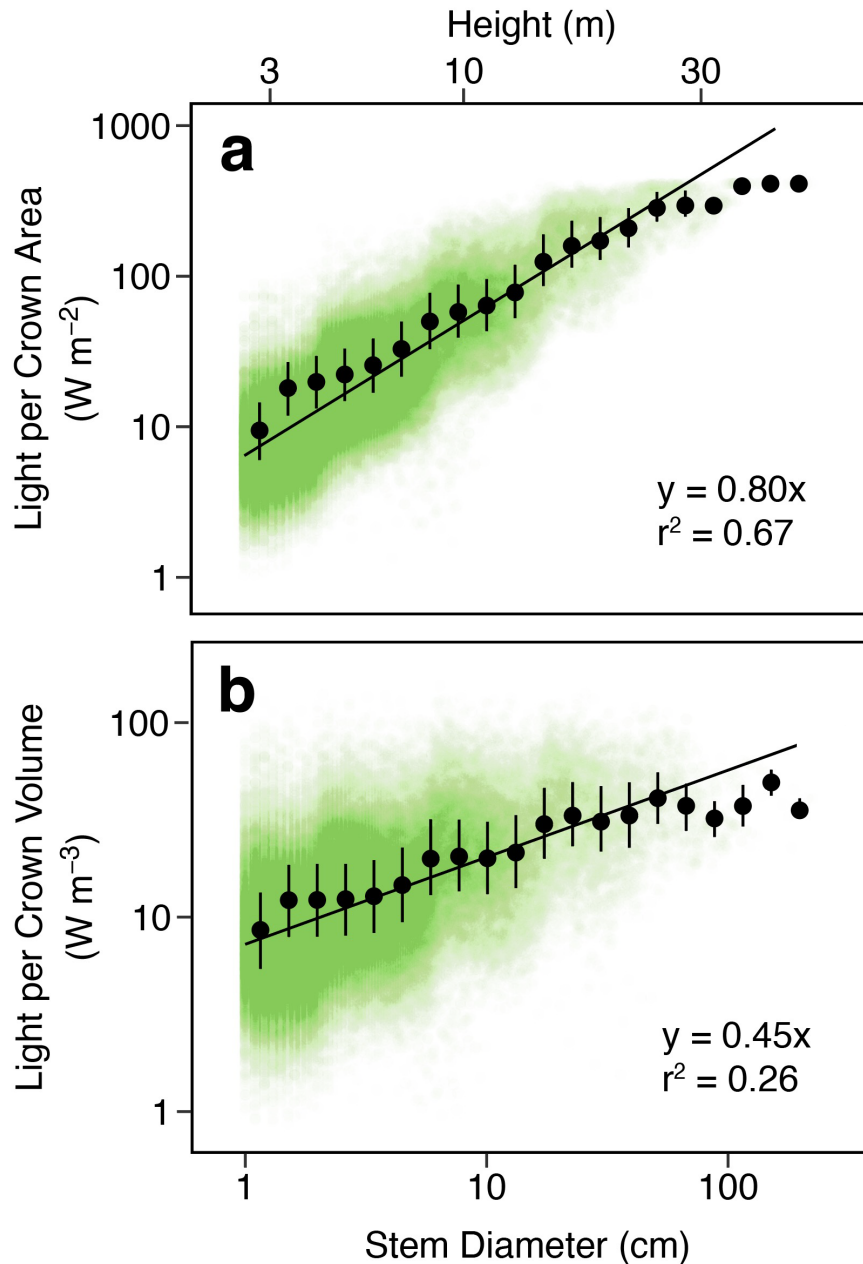 Height (m)
3 10 30
a
1000
100
10
1
Light per Crown Area
(W m⁻²)
y = 0.80x
r² = 0.67
b
100
10
1
Light per Crown Volume
(W m⁻³)
y = 0.45x
r² = 0.26
1 10 100
Stem Diameter (cm)